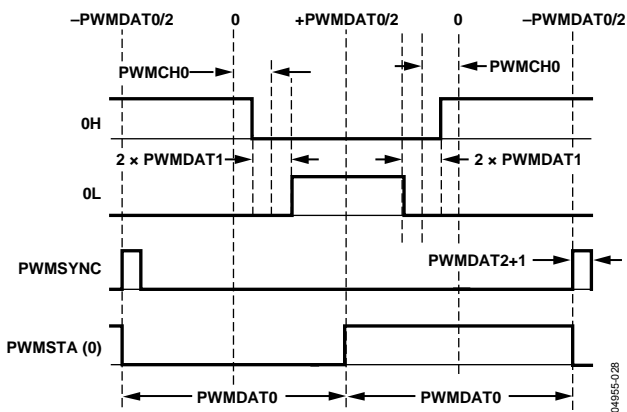 –PWMDAT0/2 0 +PWMDAT0/2 0 –PWMDAT0/2
PWMCH0 PWMCH0
0H
2 × PWMDAT1 2 × PWMDAT1
0L
PWMSYNC PWMDAT2+1
PWMSTA (0)
PWMDAT0 PWMDAT0
04955-028